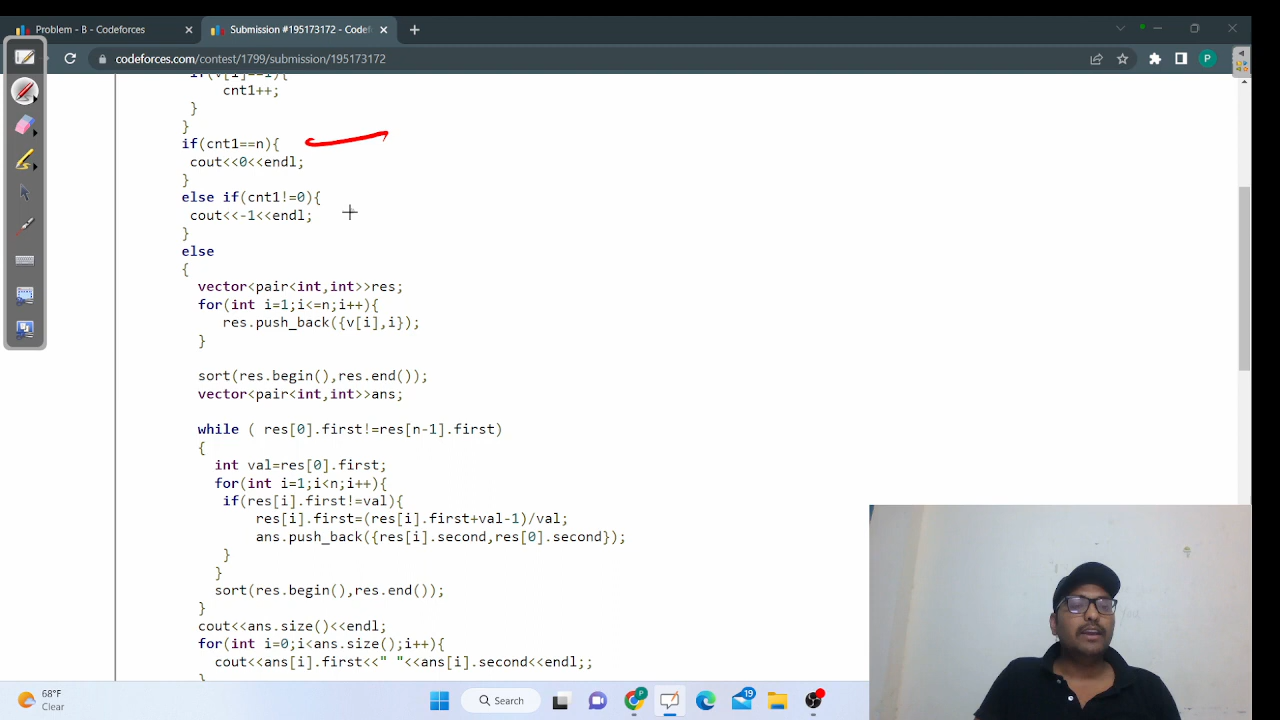 Problem - B - Codeforces
Submission #195173172 - Codef
codeforces.com/contest/1799/submission/195173172
P
if(v[i]==1){
cnt1++;
}
}
if(cnt1==n){
cout<<0<<endl;
}
else if(cnt1!=0){
cout<<-1<<endl;
}
else
{
vector<pair<int,int>>res;
for(int i=1;i<=n;i++){
res.push_back({v[i],i});
}
sort(res.begin(),res.end());
vector<pair<int,int>>ans;
while ( res[0].first!=res[n-1].first)
{
int val=res[0].first;
for(int i=1;i<n;i++){
if(res[i].first!=val){
res[i].first=(res[i].first+val-1)/val;
ans.push_back({res[i].second,res[0].second});
}
}
sort(res.begin(),res.end());
}
cout<<ans.size()<<endl;
for(int i=0;i<ans.size();i++){
cout<<ans[i].first<<" "<<ans[i].second<<endl;;
}
68°F
Clear
Search
P
19